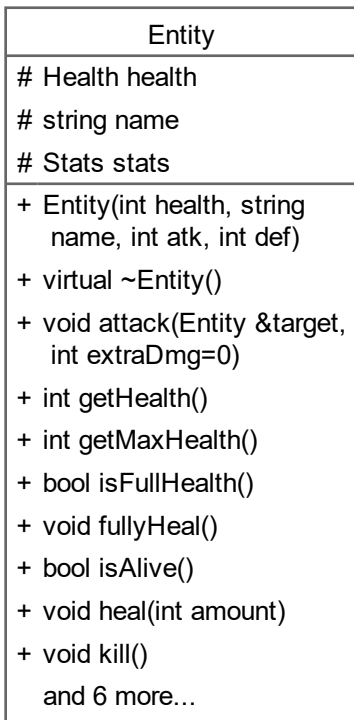 Entity
# Health health
# string name
# Stats stats
+ Entity(int health, string
name, int atk, int def)
+ virtual ~Entity()
+ void attack(Entity &target,
int extraDmg=0)
+ int getHealth()
+ int getMaxHealth()
+ bool isFullHealth()
+ void fullyHeal()
+ bool isAlive()
+ void heal(int amount)
+ void kill()
and 6 more...